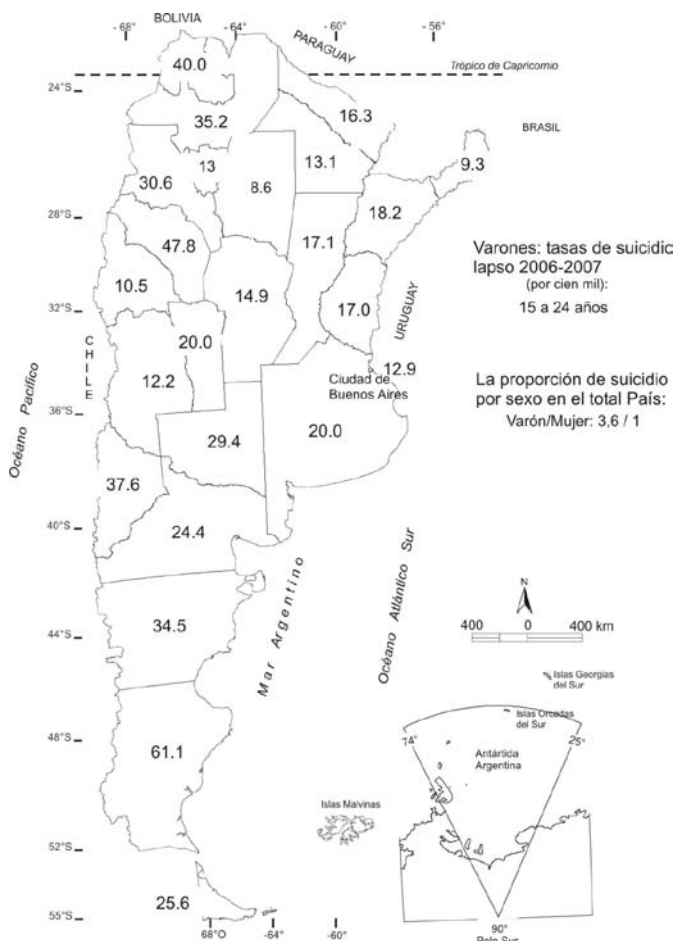 BOLIVIA
- 68°
- 64°
- 60°
- 56°
PARAGUAY
40.0
Trópico de Capricornio
24°S
16.3
35.2
BRASIL
13
13.1
9.3
30.6
8.6
28°S
18.2
17.1
47.8
Varones: tasas de suicidio
lapso 2006-2007
(por cien mil):
15 a 24 años
10.5
14.9
17.0
32°S
URUGUAY
CHILE
20.0
12.9
Ciudad de
Buenos Aires
12.2
La proporción de suicidio
por sexo en el total País:
Varón/Mujer: 3,6 / 1
Océano Pacífico
36°S
29.4
20.0
37.6
40°S
24.4
Mar Argentino
Océano Atlántico Sur
N
400 0 400 km
34.5
44°S
Islas Georgias
del Sur
Islas Orcadas
del Sur
74°
25°
48°S
61.1
Antártida
Argentina
Islas Malvinas
52°S
25.6
55°S
68°O
-64°
-60°
90°
Polo Sur